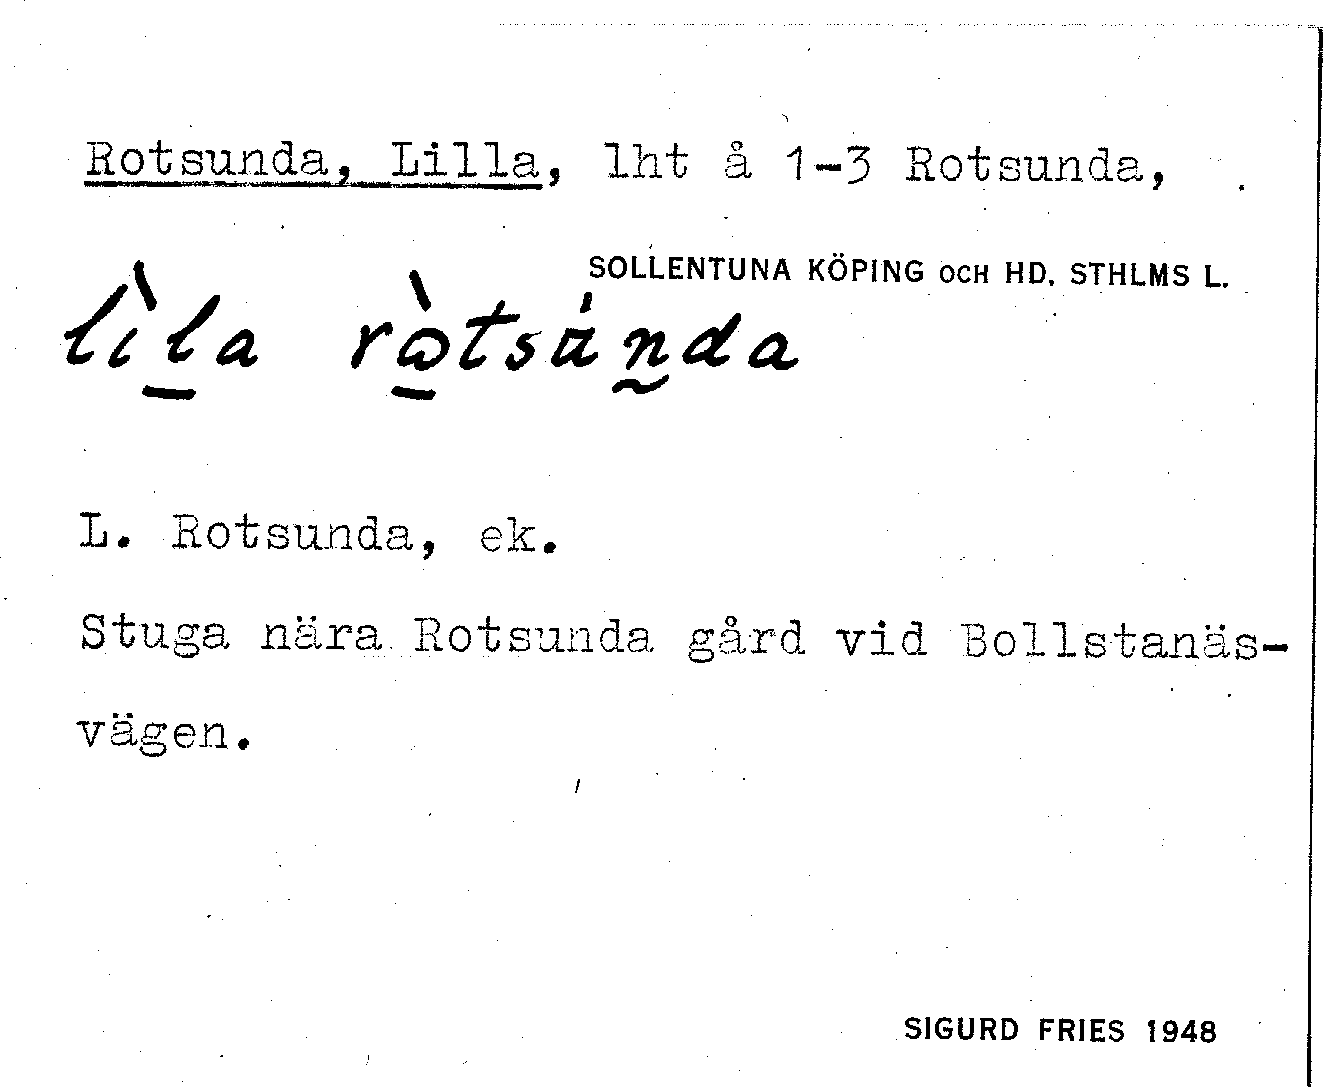 Rotsunda, Lilla, lht å 1-3 Rotsunda,
SOLLENTUNA KÖPING OCH HD, STHLMS L.
lìla ròtsúnda
L. Rotsunda, ek.
Stuga nära Rotsunda gård vid Bollstanäs-
vägen.
SIGURD FRIES 1948